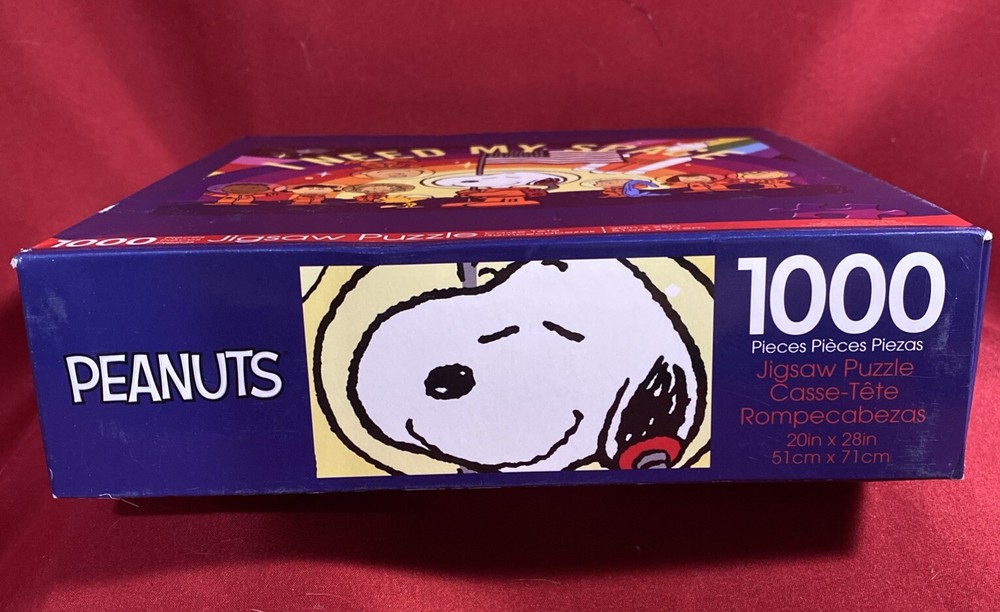 I NEED MY SPACE
1000 Jigsaw Puzzle
PEANUTS
1000
Pieces Pièces Piezas
Jigsaw Puzzle
Casse-Tête
Rompecabezas
20in x 28in
51cm x 71cm